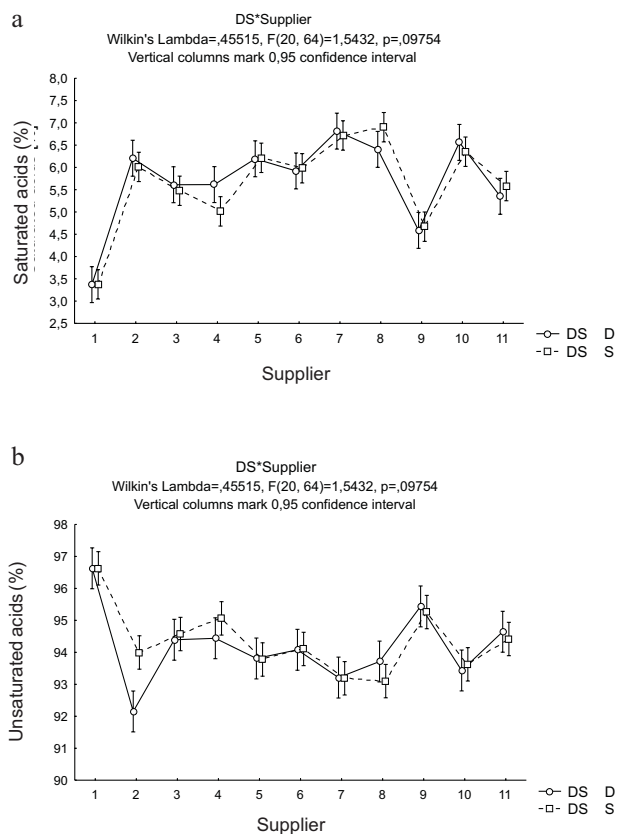 a
DS*Supplier
Wilkin's Lambda=,45515, F(20, 64)=1,5432, p=,09754
Vertical columns mark 0,95 confidence interval
Saturated acids (%)
8,0
7,5
7,0
6,5
6,0
5,5
5,0
4,5
4,0
3,5
3,0
2,5
1 2 3 4 5 6 7 8 9 10 11
Supplier
DS D
DS S
b
DS*Supplier
Wilkin's Lambda=,45515, F(20, 64)=1,5432, p=,09754
Vertical columns mark 0,95 confidence interval
Unsaturated acids (%)
98
97
96
95
94
93
92
91
90
1 2 3 4 5 6 7 8 9 10 11
Supplier
DS D
DS S